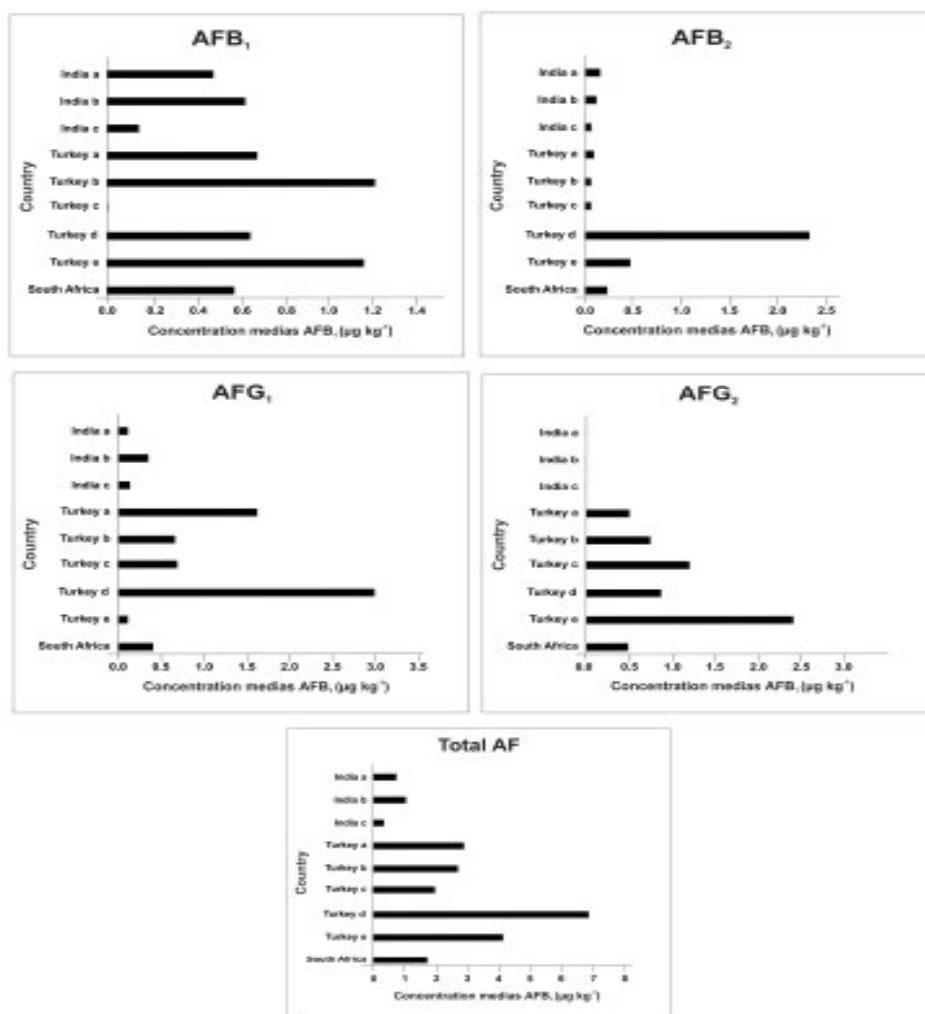 AFB₁
India a
India b
India c
Turkey a
Turkey b
Turkey c
Turkey d
Turkey e
South Africa
Country
0.0 0.2 0.4 0.6 0.8 1.0 1.2 1.4
Concentration medias AFB₁ (µg kg⁻¹)
AFB₂
India a
India b
India c
Turkey a
Turkey b
Turkey c
Turkey d
Turkey e
South Africa
Country
0.0 0.5 1.0 1.5 2.0 2.5
Concentration medias AFB₁ (µg kg⁻¹)
AFG₁
India a
India b
India c
Turkey a
Turkey b
Turkey c
Turkey d
Turkey e
South Africa
Country
0.0 0.5 1.0 1.5 2.0 2.5 3.0 3.5
Concentration medias AFB₁ (µg kg⁻¹)
AFG₂
India a
India b
India c
Turkey a
Turkey b
Turkey c
Turkey d
Turkey e
South Africa
Country
0.0 0.5 1.0 1.5 2.0 2.5 3.0
Concentration medias AFB₁ (µg kg⁻¹)
Total AF
India a
India b
India c
Turkey a
Turkey b
Turkey c
Turkey d
Turkey e
South Africa
Country
0 1 2 3 4 5 6 7 8
Concentration medias AFB₁ (µg kg⁻¹)